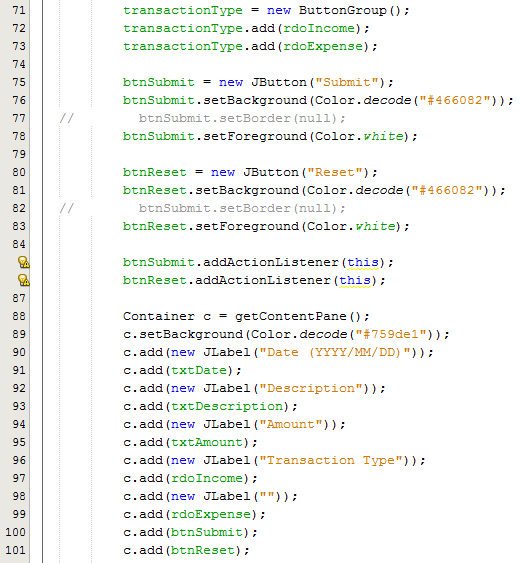 71 transactionType = new ButtonGroup();
72 transactionType.add(rdoIncome);
73 transactionType.add(rdoExpense);
74
75 btnSubmit = new JButton("Submit");
76 btnSubmit.setBackground(Color.decode("#466082"));
77 // btnSubmit.setBorder(null);
78 btnSubmit.setForeground(Color.white);
79
80 btnReset = new JButton("Reset");
81 btnReset.setBackground(Color.decode("#466082"));
82 // btnSubmit.setBorder(null);
83 btnReset.setForeground(Color.white);
84
btnSubmit.addActionListener(this);
btnReset.addActionListener(this);
87
88 Container c = getContentPane();
89 c.setBackground(Color.decode("#759de1"));
90 c.add(new JLabel("Date (YYYY/MM/DD)"));
91 c.add(txtDate);
92 c.add(new JLabel("Description"));
93 c.add(txtDescription);
94 c.add(new JLabel("Amount"));
95 c.add(txtAmount);
96 c.add(new JLabel("Transaction Type"));
97 c.add(rdoIncome);
98 c.add(new JLabel(""));
99 c.add(rdoExpense);
100 c.add(btnSubmit);
101 c.add(btnReset);